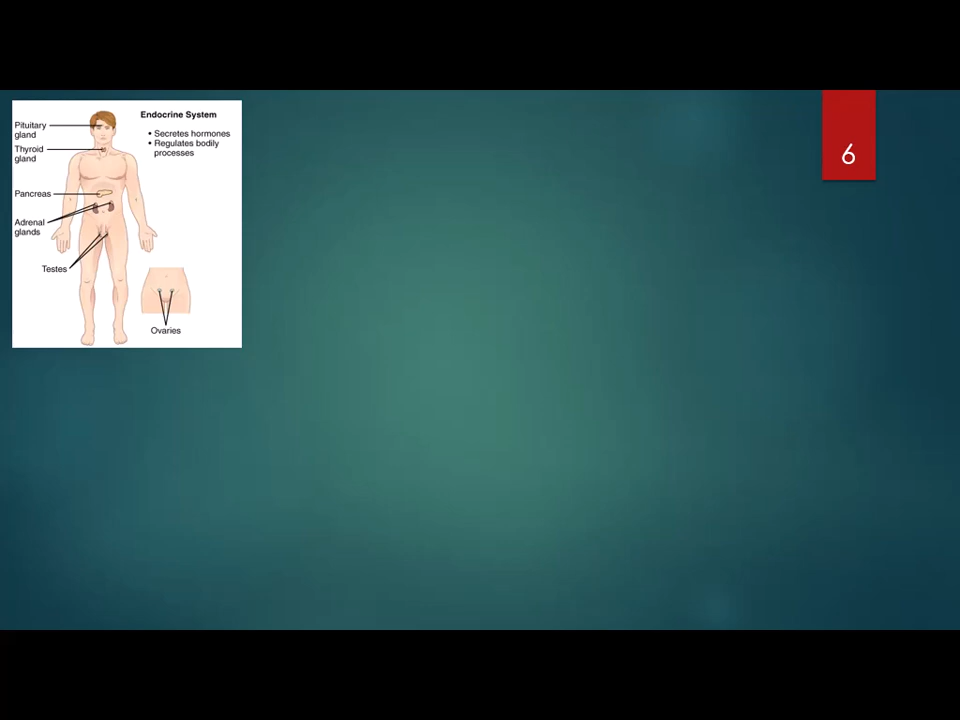 Endocrine System
• Secretes hormones
• Regulates bodily
processes
Pituitary
gland
Thyroid
gland
Pancreas
Adrenal
glands
Testes
Ovaries
6